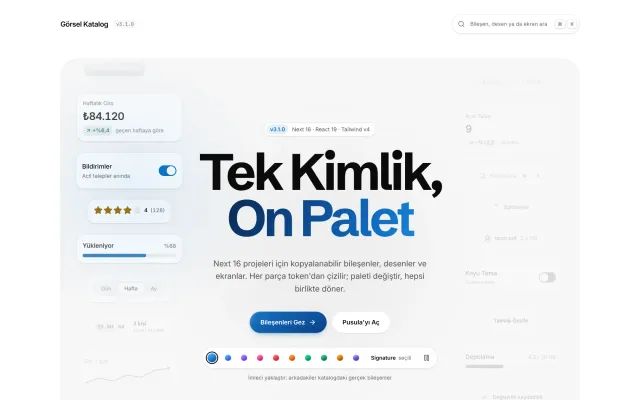 Görsel Katalog v3.1.0
Bileşen, desen ya da ekran ara ⌘ K
Haftalık Ciro
₺84.120
+%8,4 geçen haftaya göre
Bildirimler
Acil talepler anında
4 (128)
Yükleniyor %68
Gün Hafta Ay
v3.1.0 Next 16 · React 19 · Tailwind v4
Tek Kimlik,
On Palet
Next 16 projeleri için kopyalanabilir bileşenler, desenler ve
ekranlar. Her parça token'dan çizilir; paleti değiştir, hepsi
birlikte döner.
Bileşenleri Gez →
Pusula'yı Aç
Signature seçili
İmleci yaklaştır: arkadakiler katalogdaki gerçek bileşenler
9
Koyu Tema
Depolama